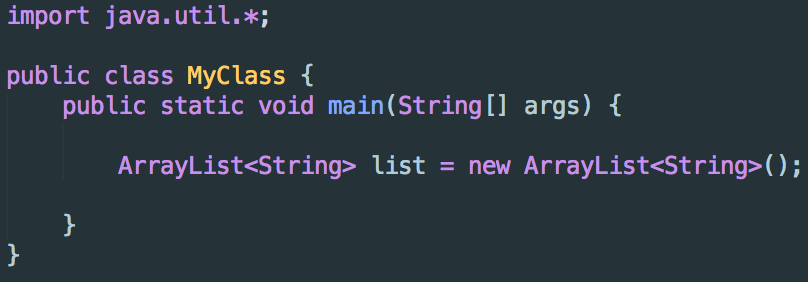 import java.util.*;
public class MyClass {
public static void main(String[] args) {
ArrayList<String> list = new ArrayList<String>();
}
}